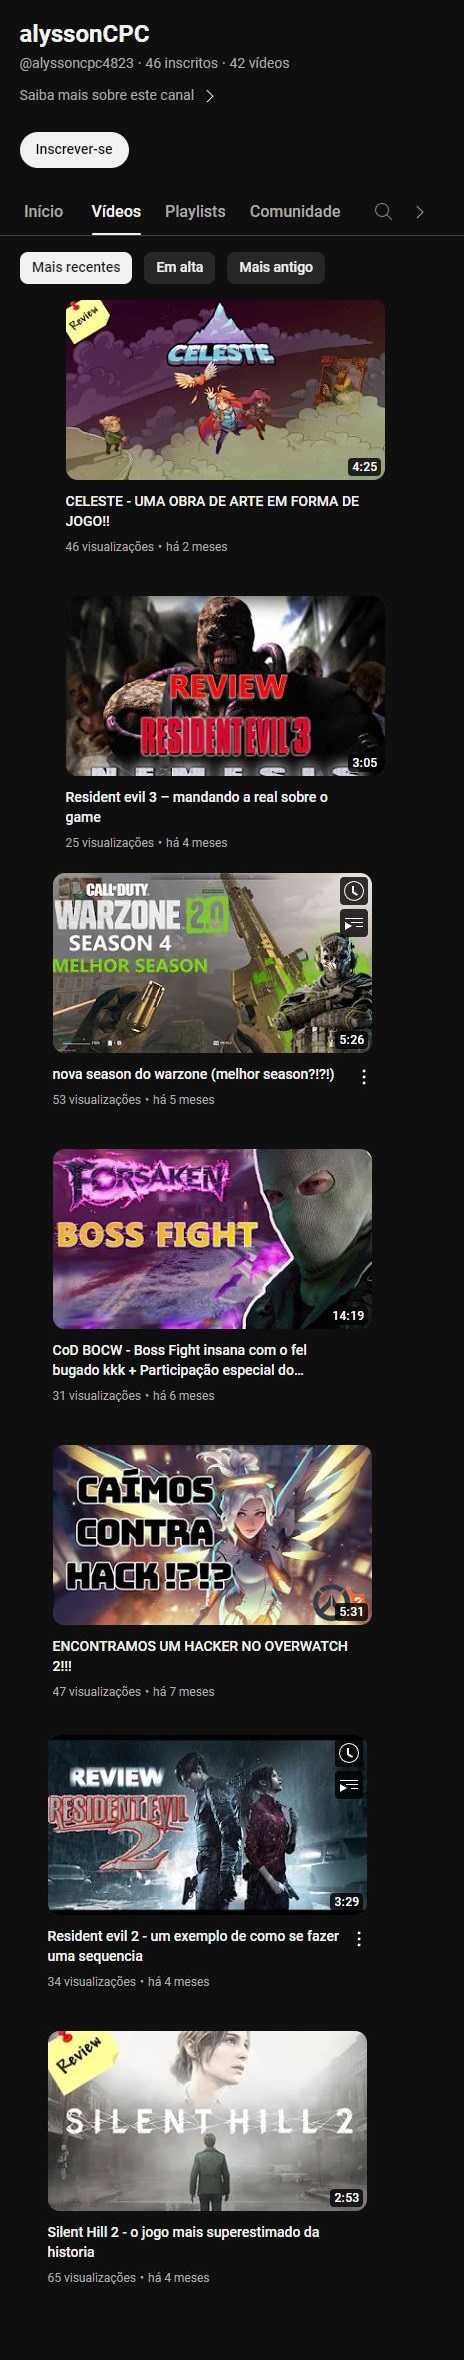 alyssonCPC
@alyssoncpc4823 · 46 inscritos · 42 vídeos
Saiba mais sobre este canal
Inscrever-se
Início Vídeos Playlists Comunidade
Mais recentes Em alta Mais antigo
Review
CELESTE
4:25
CELESTE - UMA OBRA DE ARTE EM FORMA DE
JOGO!!
46 visualizações • há 2 meses
REVIEW
RESIDENT EVIL 3
NEMESIS
3:05
Resident evil 3 – mandando a real sobre o
game
25 visualizações • há 4 meses
CALL OF DUTY
WARZONE 2.0
SEASON 4
MELHOR SEASON
5:26
nova season do warzone (melhor season?!?!)
53 visualizações • há 5 meses
FORSAKEN
BOSS FIGHT
14:19
CoD BOCW - Boss Fight insana com o fel
bugado kkk + Participação especial do...
31 visualizações • há 6 meses
CAÍMOS
CONTRA
HACK !?!?
5:31
ENCONTRAMOS UM HACKER NO OVERWATCH
2!!!
47 visualizações • há 7 meses
REVIEW
RESIDENT EVIL
2
3:29
Resident evil 2 - um exemplo de como se fazer
uma sequencia
34 visualizações • há 4 meses
Review
SILENT HILL 2
2:53
Silent Hill 2 - o jogo mais superestimado da
historia
65 visualizações • há 4 meses